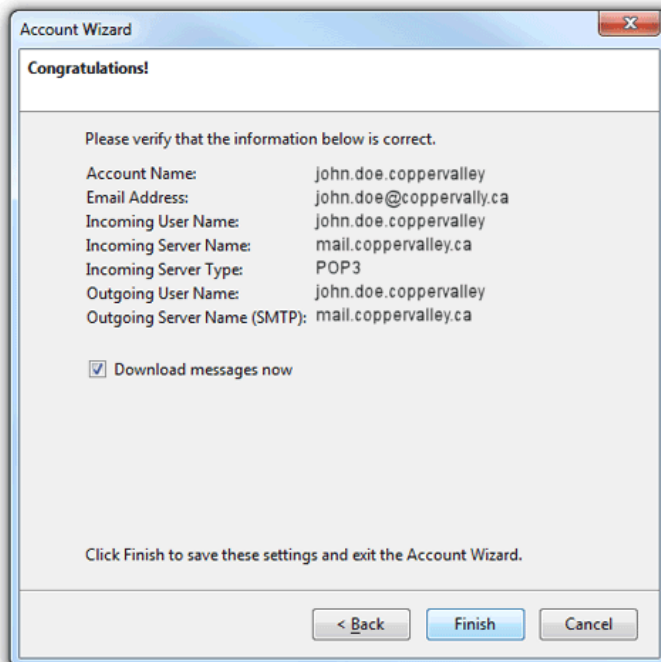 Account Wizard
Congratulations!
Please verify that the information below is correct.
Account Name: john.doe.coppervalley
Email Address: john.doe@coppervally.ca
Incoming User Name: john.doe.coppervalley
Incoming Server Name: mail.coppervalley.ca
Incoming Server Type: POP3
Outgoing User Name: john.doe.coppervalley
Outgoing Server Name (SMTP): mail.coppervalley.ca
Download messages now
Click Finish to save these settings and exit the Account Wizard.
< Back Finish Cancel